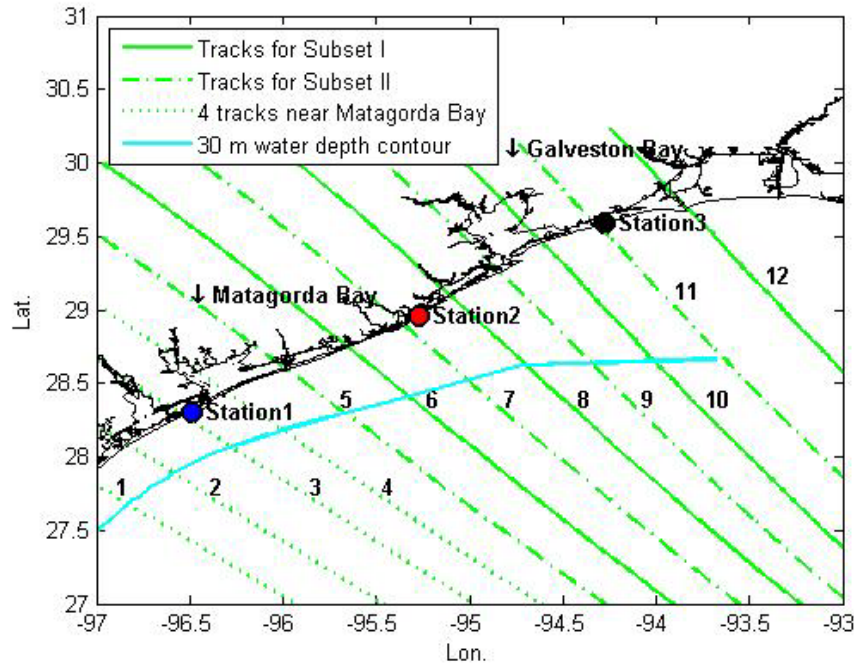 31
30.5
30
29.5
29
28.5
28
27.5
27
Lat.
Tracks for Subset I
Tracks for Subset II
4 tracks near Matagorda Bay
30 m water depth contour
↓ Galveston Bay
Station3
↓ Matagorda Bay
Station2
Station1
1
2
3
4
5
6
7
8
9
10
11
12
-97
-96.5
-96
-95.5
-95
-94.5
-94
-93.5
-93
Lon.